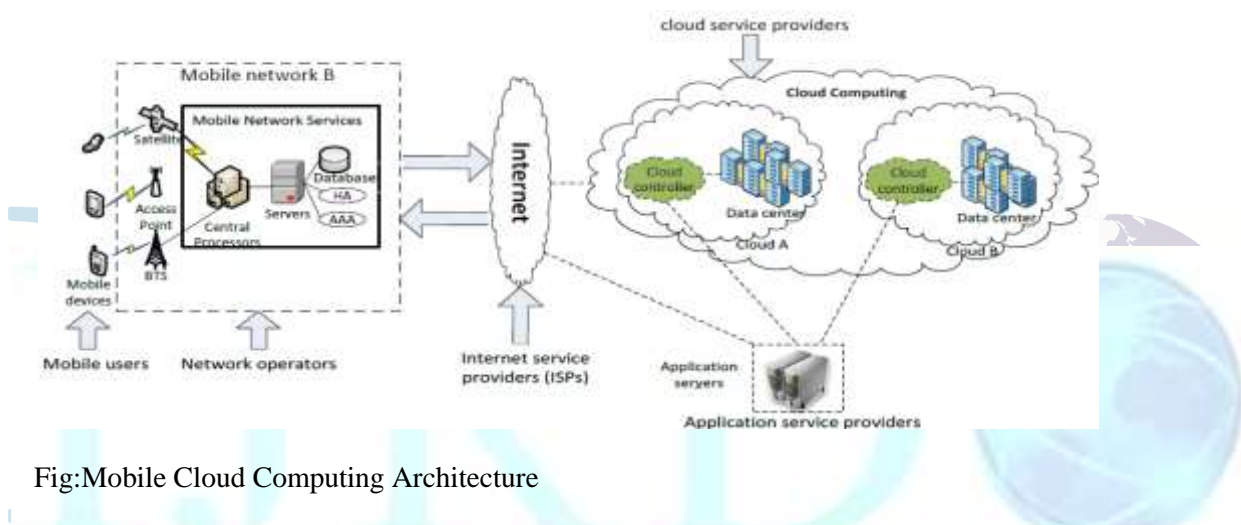 cloud service providers
Mobile network B
Mobile Network Services
Satellite
Database
HA
AAA
Servers
Access
Point
Central
Processors
BTS
Mobile
devices
Mobile users
Network operators
Internet
Internet service
providers (ISPs)
Cloud Computing
Cloud
controller
Data center
Cloud A
Cloud
controller
Data center
Cloud B
Application
seryers
Application service providers
Fig:Mobile Cloud Computing Architecture